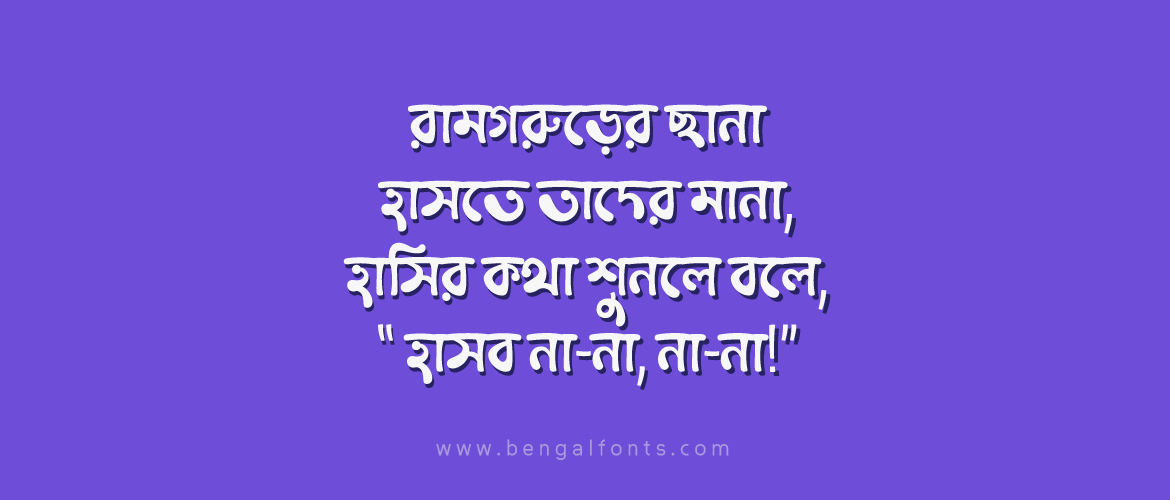 রামগরুড়ের ছানা
হাসতে তাদের মানা,
হাসির কথা শুনলে বলে,
“ হাসব না-না, না-না!”
www.bengalfonts.com